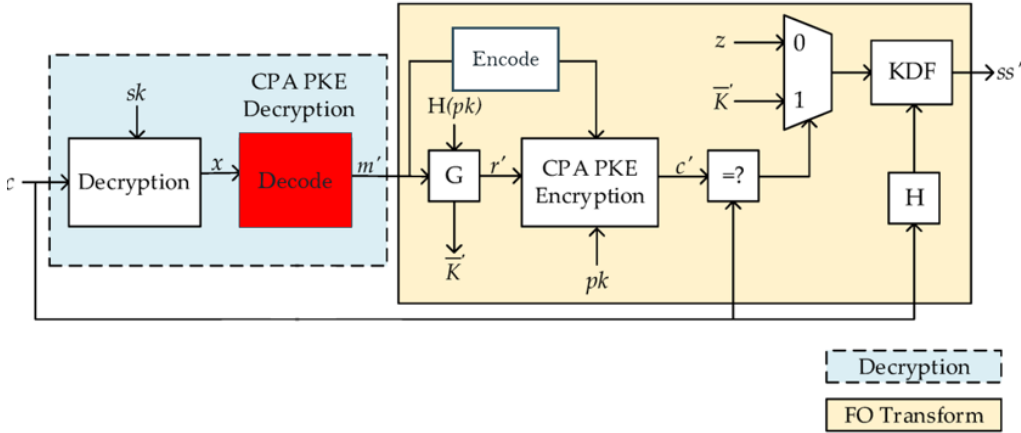 CPA PKE
Decryption
sk
c
Decryption
x
Decode
m'
Encode
H(pk)
G
r'
K̅'
CPA PKE
Encryption
pk
c'
=?
z
0
K̅'
1
KDF
ss'
H
Decryption
FO Transform